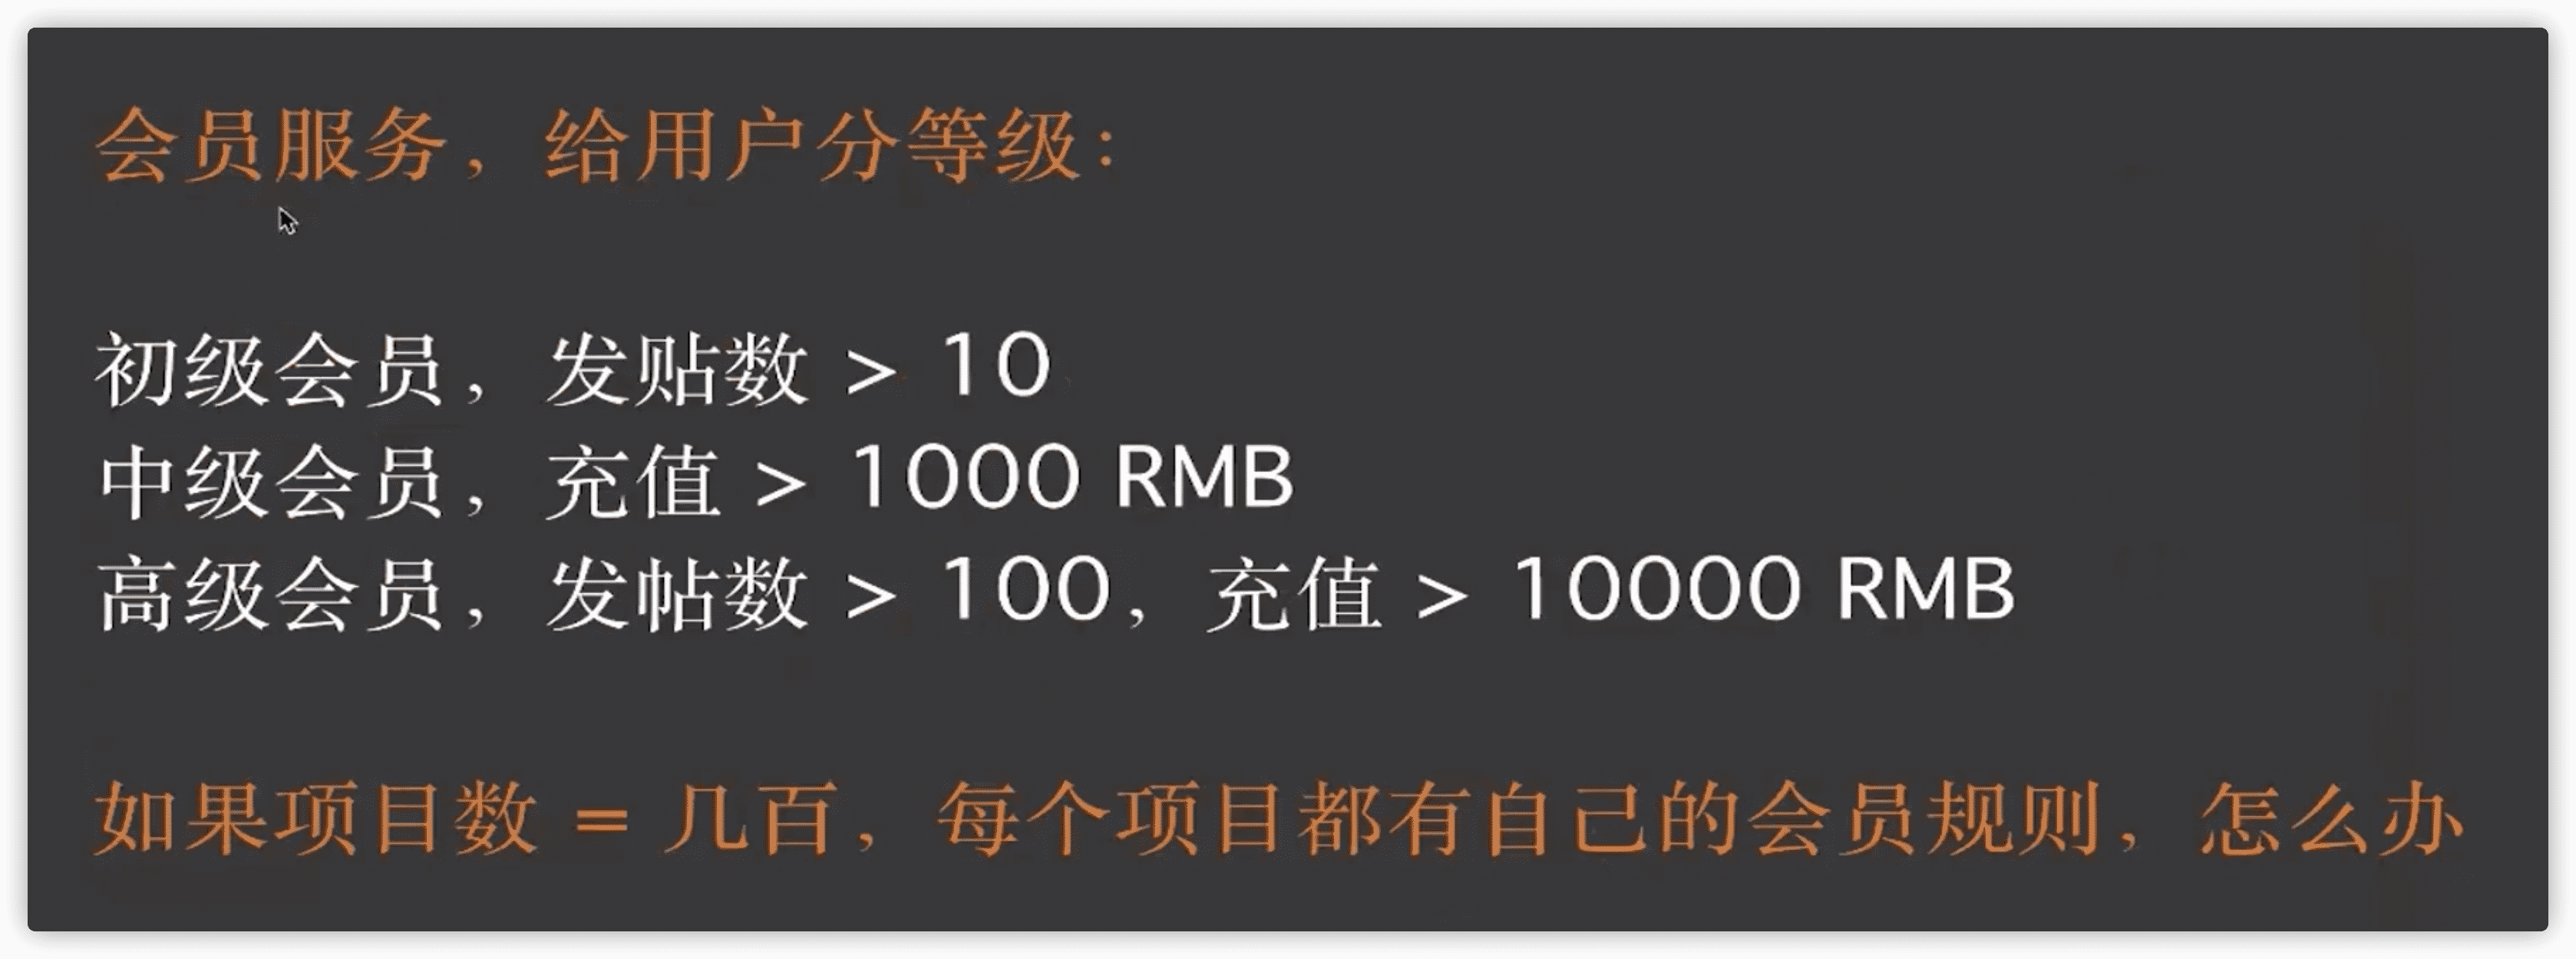 会员服务，给用户分等级：
初级会员，发贴数 > 10
中级会员，充值 > 1000 RMB
高级会员，发帖数 > 100，充值 > 10000 RMB
如果项目数 = 几百，每个项目都有自己的会员规则，怎么办